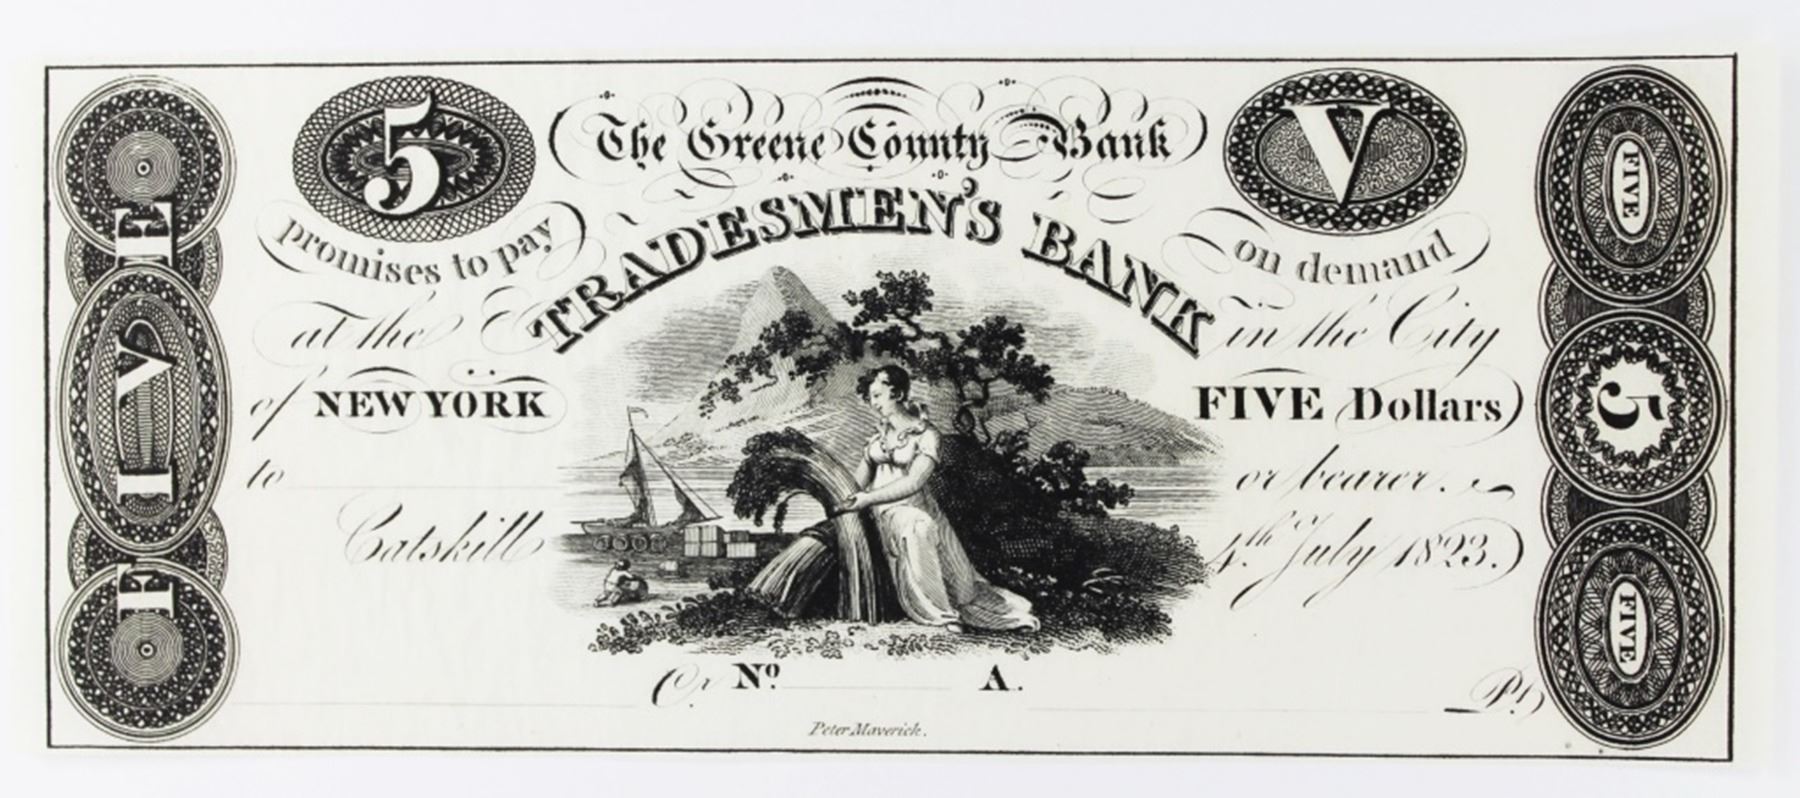 5
The Greene County Bank
V
promises to pay
TRADESMEN'S BANK
on demand
at the
in the City
of NEW YORK
FIVE Dollars
to
or bearer.
Catskill
4th July 1823.
Cr No A. Pt
Peter Maverick.
FIVE
FIVE
5
FIVE